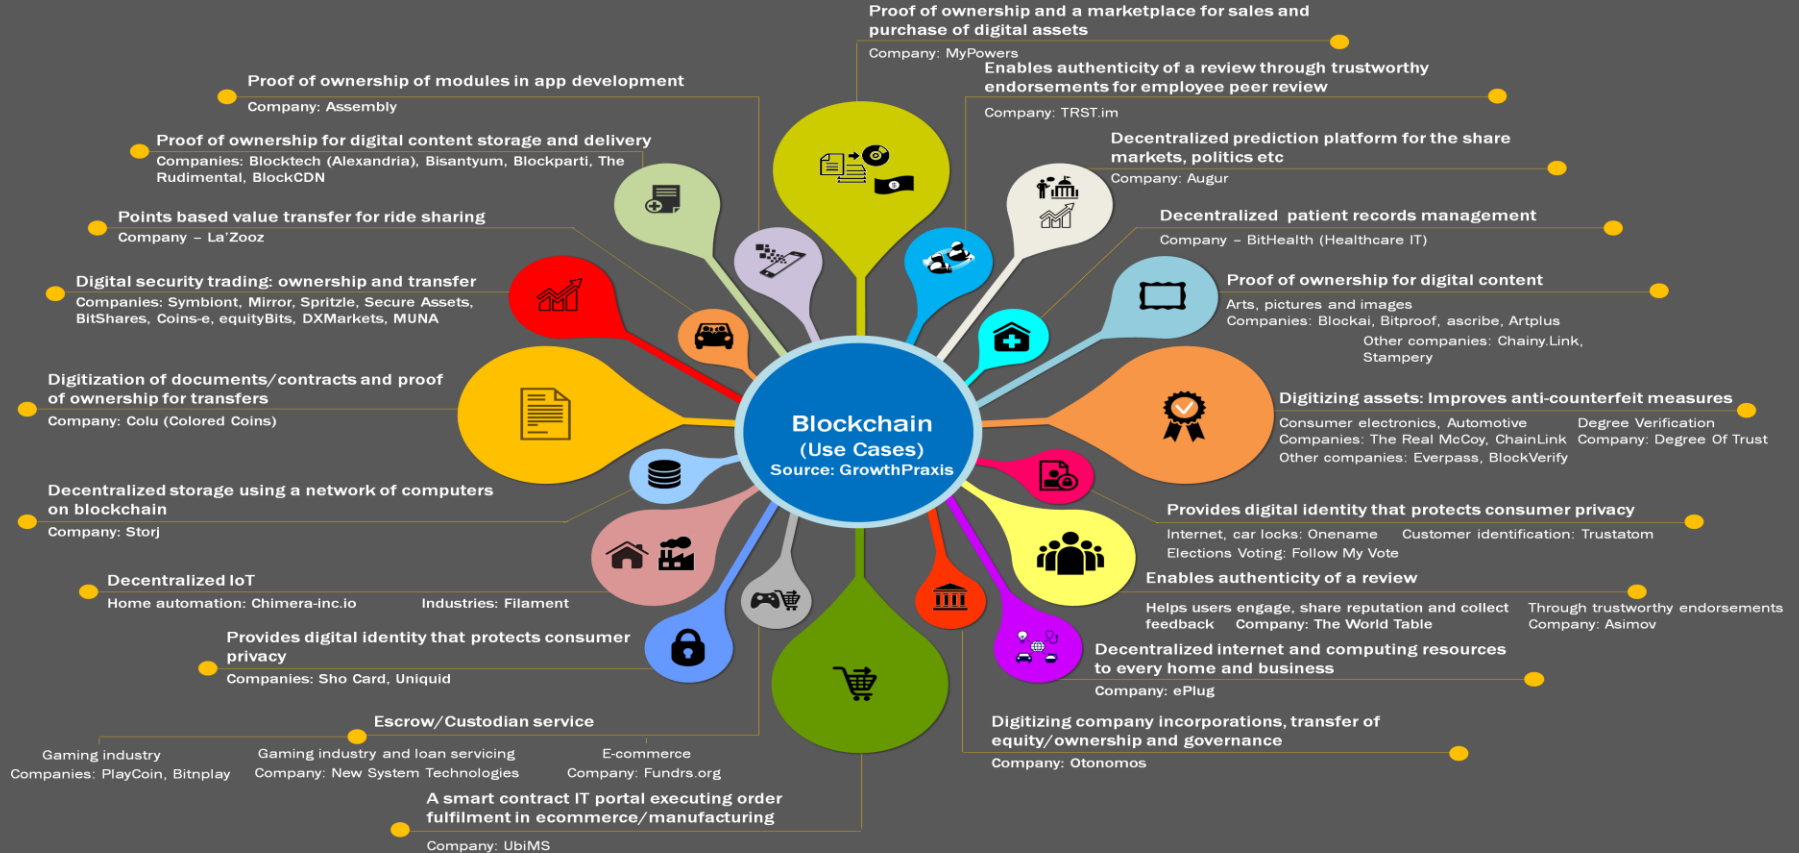 Proof of ownership and a marketplace for sales and
purchase of digital assets
Company: MyPowers
Enables authenticity of a review through trustworthy
endorsements for employee peer review
Company: TRST.im
Decentralized prediction platform for the share
markets, politics etc
Company: Augur
Decentralized patient records management
Company – BitHealth (Healthcare IT)
Proof of ownership for digital content
Arts, pictures and images
Companies: Blockai, Bitproof, ascribe, Artplus
Other companies: Chainy.Link,
Stampery
Digitizing assets: Improves anti-counterfeit measures
Consumer electronics, Automotive
Companies: The Real McCoy, ChainLink
Other companies: Everpass, BlockVerify
Degree Verification
Company: Degree Of Trust
Provides digital identity that protects consumer privacy
Internet, car locks: Onename
Customer identification: Trustatom
Elections Voting: Follow My Vote
Enables authenticity of a review
Helps users engage, share reputation and collect
feedback Company: The World Table
Through trustworthy endorsements
Company: Asimov
Decentralized internet and computing resources
to every home and business
Company: ePlug
Digitizing company incorporations, transfer of
equity/ownership and governance
Company: Otonomos
Proof of ownership of modules in app development
Company: Assembly
Proof of ownership for digital content storage and delivery
Companies: Blocktech (Alexandria), Bisantyum, Blockparti, The
Rudimental, BlockCDN
Points based value transfer for ride sharing
Company – La'Zooz
Digital security trading: ownership and transfer
Companies: Symbiont, Mirror, Spritzle, Secure Assets,
BitShares, Coins-e, equityBits, DXMarkets, MUNA
Digitization of documents/contracts and proof
of ownership for transfers
Company: Colu (Colored Coins)
Decentralized storage using a network of computers
on blockchain
Company: Storj
Decentralized IoT
Home automation: Chimera-inc.io
Industries: Filament
Provides digital identity that protects consumer
privacy
Companies: Sho Card, Uniquid
Escrow/Custodian service
Gaming industry
Companies: PlayCoin, Bitnplay
Gaming industry and loan servicing
Company: New System Technologies
E-commerce
Company: Fundrs.org
A smart contract IT portal executing order
fulfilment in ecommerce/manufacturing
Company: UbiMS
Blockchain
(Use Cases)
Source: GrowthPraxis